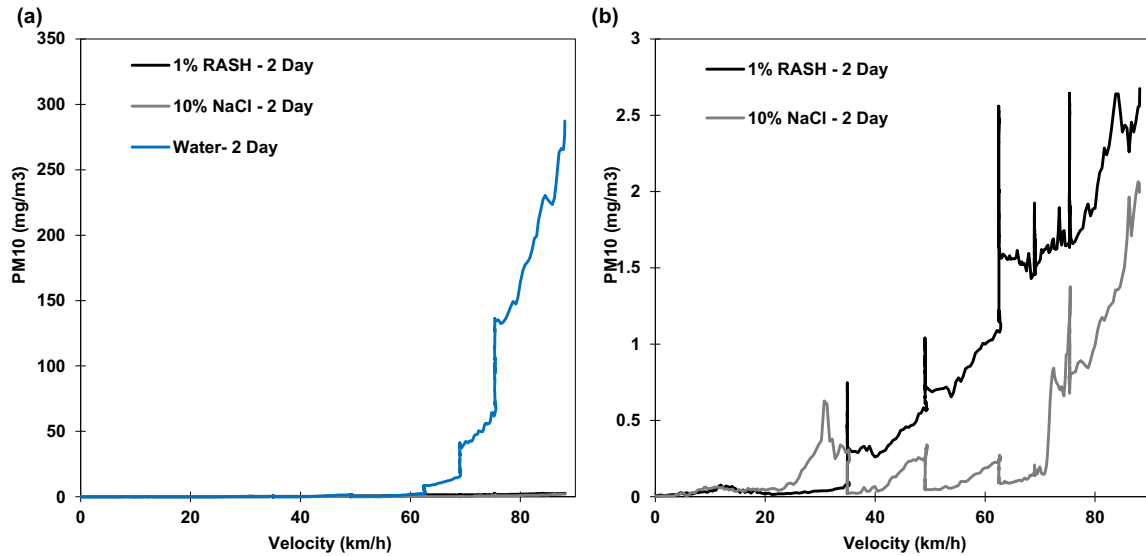 (a)
350
300
250
200
150
100
50
0
PM10 (mg/m3)
1% RASH - 2 Day
10% NaCl - 2 Day
Water- 2 Day
0 20 40 60 80
Velocity (km/h)
(b)
3
2.5
2
1.5
1
0.5
0
PM10 (mg/m3)
1% RASH - 2 Day
10% NaCl - 2 Day
0 20 40 60 80
Velocity (km/h)